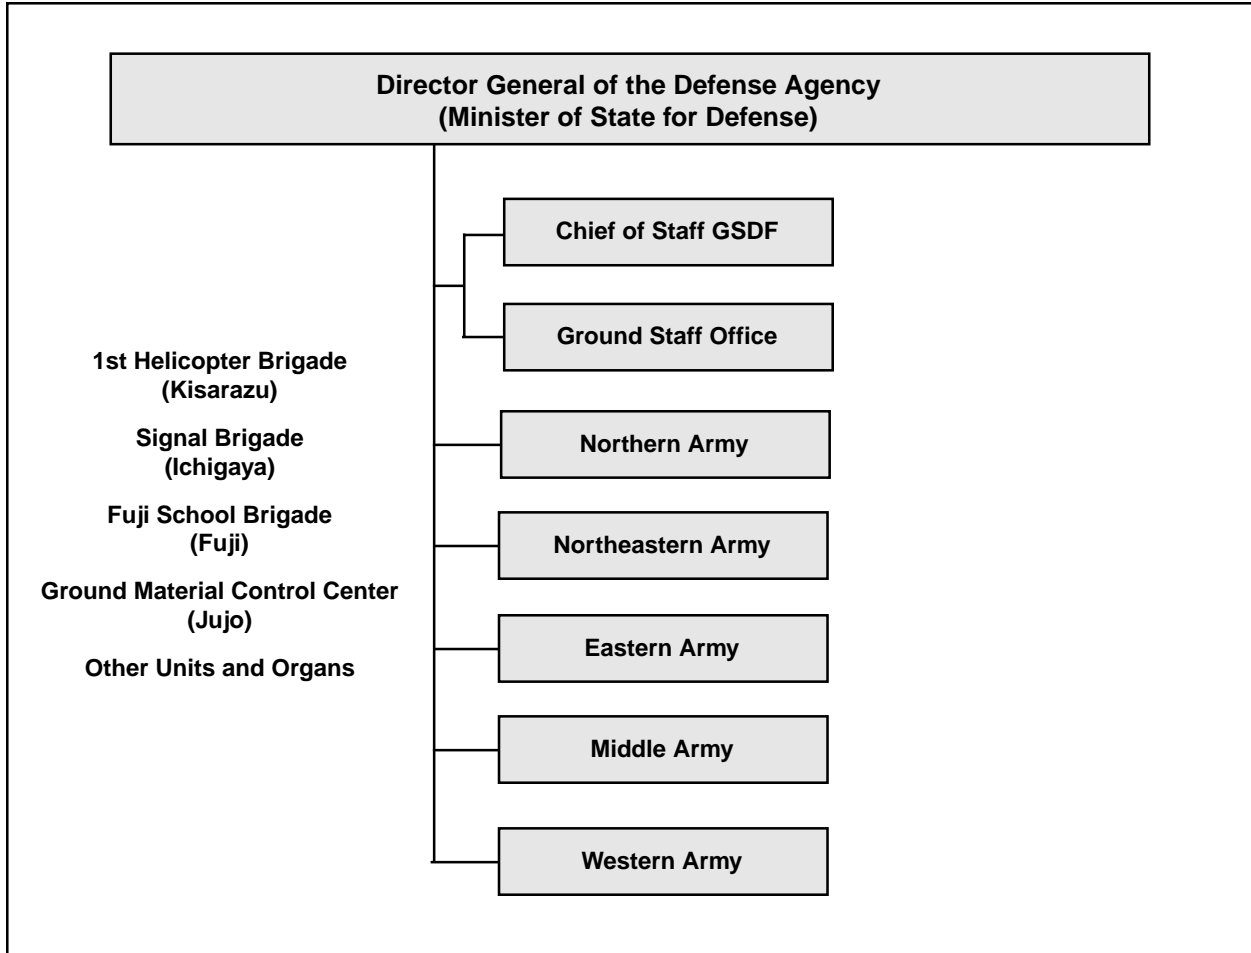 Director General of the Defense Agency
(Minister of State for Defense)
Chief of Staff GSDF
Ground Staff Office
1st Helicopter Brigade
(Kisarazu)
Signal Brigade
(Ichigaya)
Fuji School Brigade
(Fuji)
Ground Material Control Center
(Jujo)
Other Units and Organs
Northern Army
Northeastern Army
Eastern Army
Middle Army
Western Army